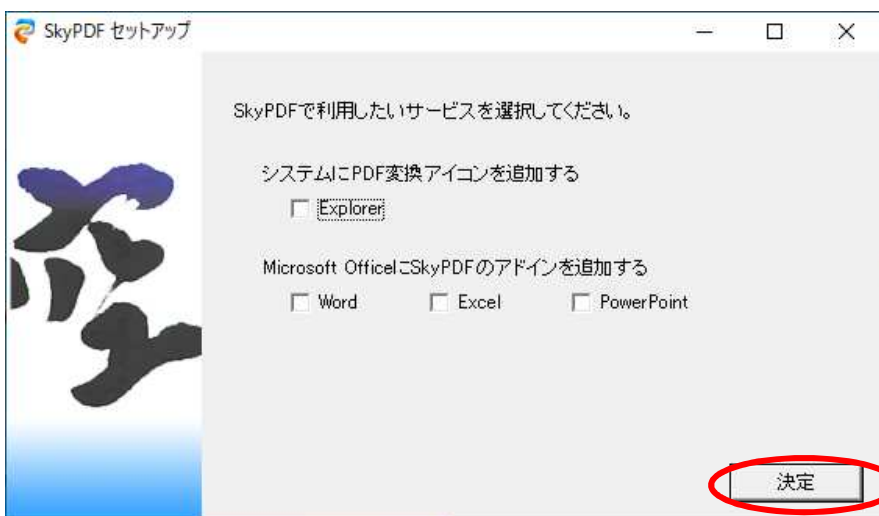 SkyPDF セットアップ
SkyPDFで利用したいサービスを選択してください。
システムにPDF変換アイコンを追加する
Explorer
Microsoft OfficeにSkyPDFのアドインを追加する
Word Excel PowerPoint
空
決定